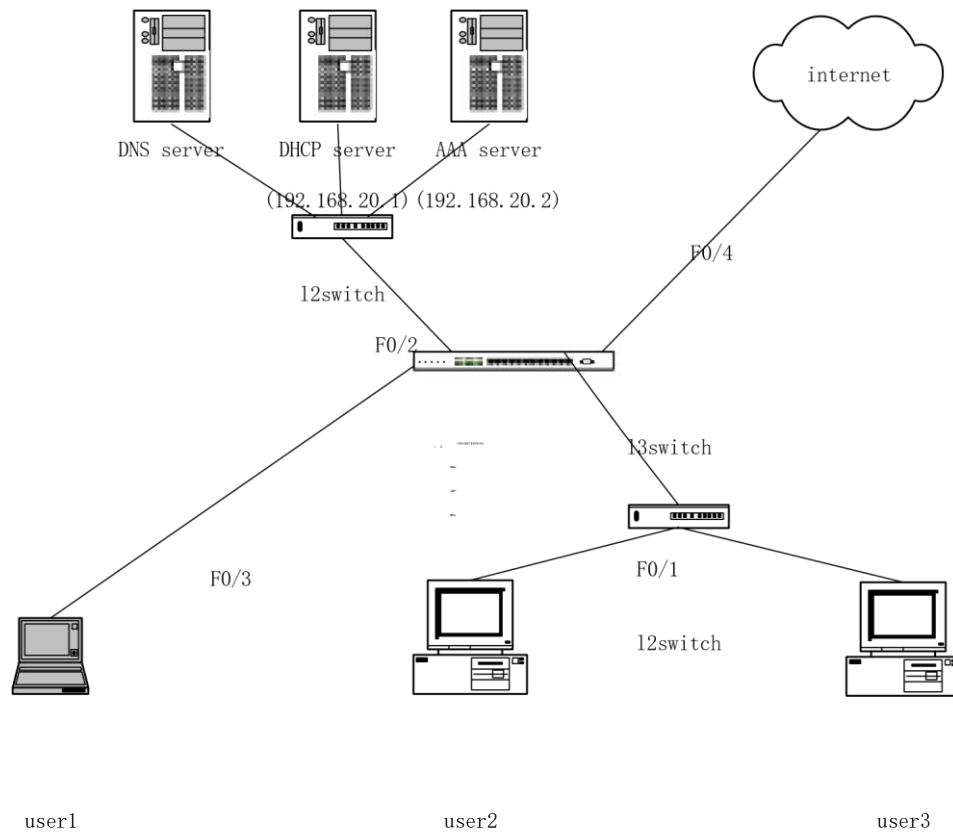 internet
DNS server
DHCP server
AAA server
(192.168.20.1)
(192.168.20.2)
F0/4
l2switch
F0/2
l3switch
F0/3
F0/1
l2switch
user1
user2
user3